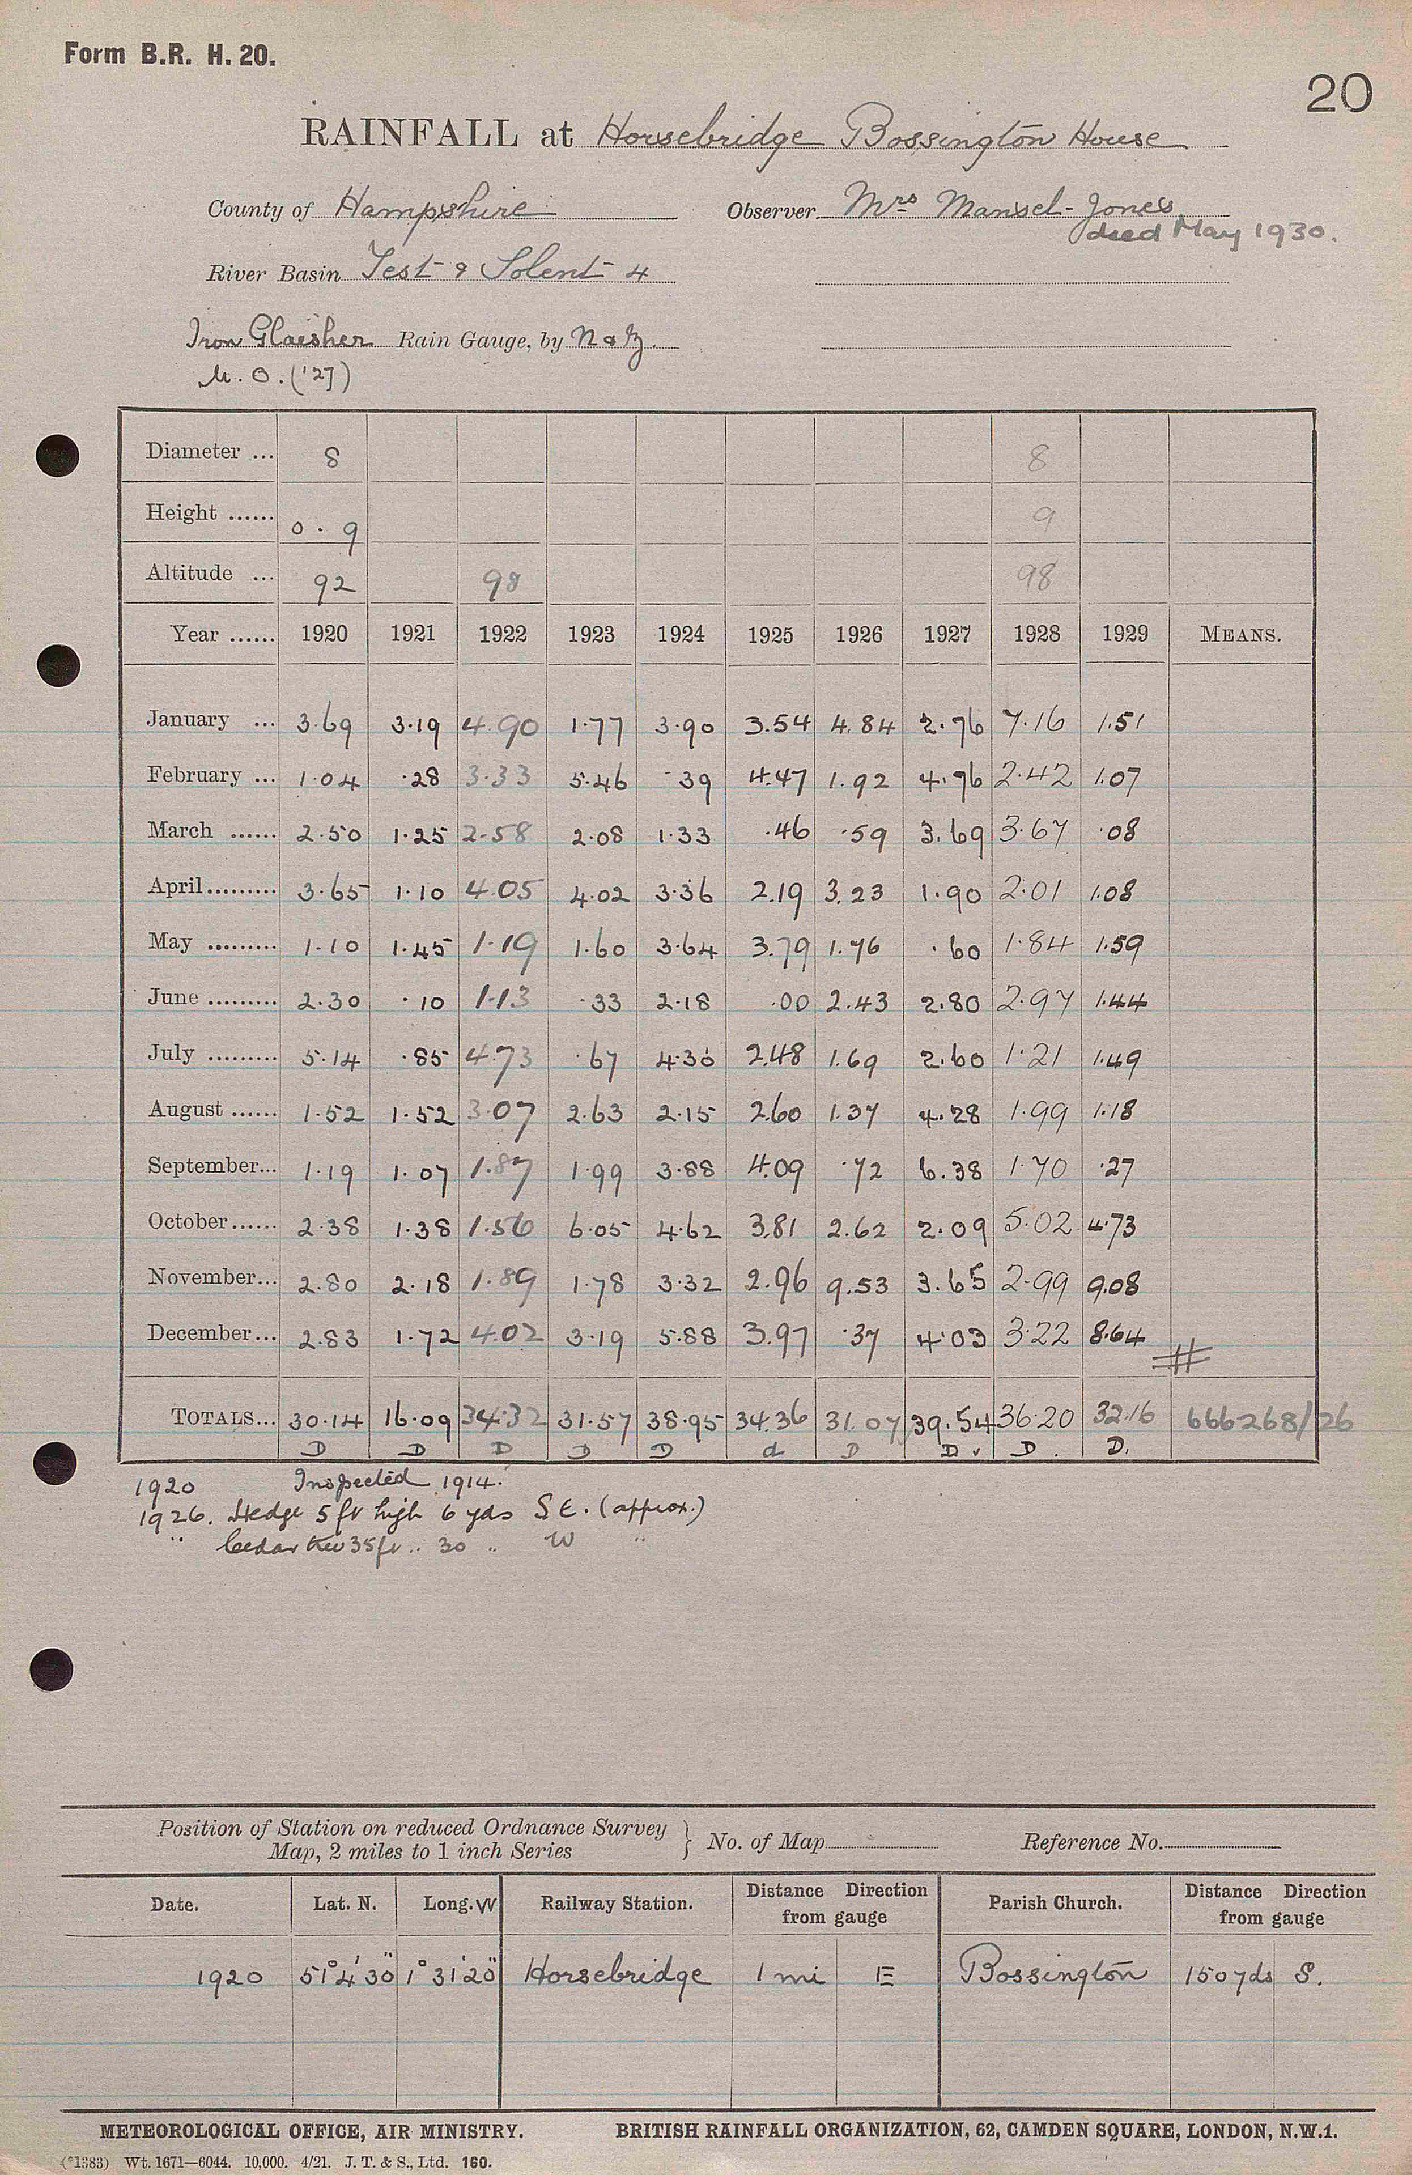 Form B.R. H. 20.
20
RAINFALL at Horsebridge Bossington House
County of Hampshire Observer Mrs Mansel-Jones
died May 1930.
River Basin Test & Solent 4
Iron Glaisher Rain Gauge, by N & Z.
M. O. ('27)
Diameter ... 8 8
Height ...... 0 . 9 9
Altitude ... 92 98 98
Year ...... 1920 1921 1922 1923 1924 1925 1926 1927 1928 1929 MEANS.
January ... 3.69 3.19 4.90 1.77 3.90 3.54 4.84 2.76 7.16 1.51
February ... 1.04 .28 3.33 5.46 .39 4.47 1.92 4.76 2.42 1.07
March ...... 2.50 1.25 2.58 2.08 1.33 .46 .59 3.69 3.67 .08
April......... 3.65 1.10 4.05 4.02 3.36 2.19 3.23 1.90 2.01 1.08
May ......... 1.10 1.45 1.19 1.60 3.64 3.79 1.76 .60 1.84 1.59
June ......... 2.30 .10 1.13 .33 2.18 .00 2.43 2.80 2.97 1.44
July ......... 5.14 .85 4.73 .67 4.30 2.48 1.69 2.60 1.21 1.49
August ...... 1.52 1.52 3.07 2.63 2.15 2.60 1.37 4.28 1.99 1.18
September... 1.19 1.07 1.87 1.99 3.88 4.09 .72 6.38 1.70 .27
October...... 2.38 1.38 1.56 6.05 4.62 3.81 2.62 2.09 5.02 4.73
November... 2.80 2.18 1.89 1.78 3.32 2.96 9.53 3.65 2.99 9.08
December... 2.83 1.72 4.02 3.19 5.88 3.97 .37 4.03 3.22 8.64
TOTALS... 30.14 16.09 34.32 31.57 38.95 34.36 31.07 39.54 36.20 32.16 666268/26
D D D D D d D D. D. D.
1920 Inspected 1914.
1926. Hedge 5 ft high 6 yds S E. (approx.)
" Cedar tree 35 ft .. 30 .. W "
Position of Station on reduced Ordnance Survey
Map, 2 miles to 1 inch Series } No. of Map Reference No.
Date. Lat. N. Long. W Railway Station. Distance Direction from gauge Parish Church. Distance Direction from gauge
1920 51° 4' 30" 1° 31' 20" Horsebridge 1 mi E Bossington 150 yds S.
METEOROLOGICAL OFFICE, AIR MINISTRY. BRITISH RAINFALL ORGANIZATION, 62, CAMDEN SQUARE, LONDON, N.W.1.
(*1383) Wt. 1671—6044. 10,000. 4/21. J. T. & S., Ltd. 160.